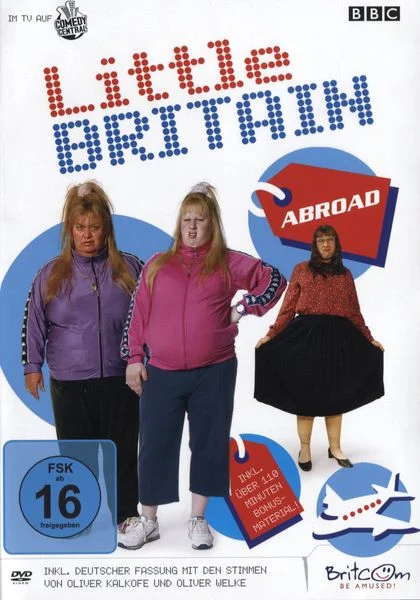 IM TV AUF
COMEDY
CENTRAL
BBC
Little
BRITAIN
ABROAD
INKL.
ÜBER 110
MINUTEN
BONUS-
MATERIAL!
FSK
ab
16
freigegeben
DVD
VIDEO
INKL. DEUTSCHER FASSUNG MIT DEN STIMMEN
VON OLIVER KALKOFE UND OLIVER WELKE
BritCom
BE AMUSED!